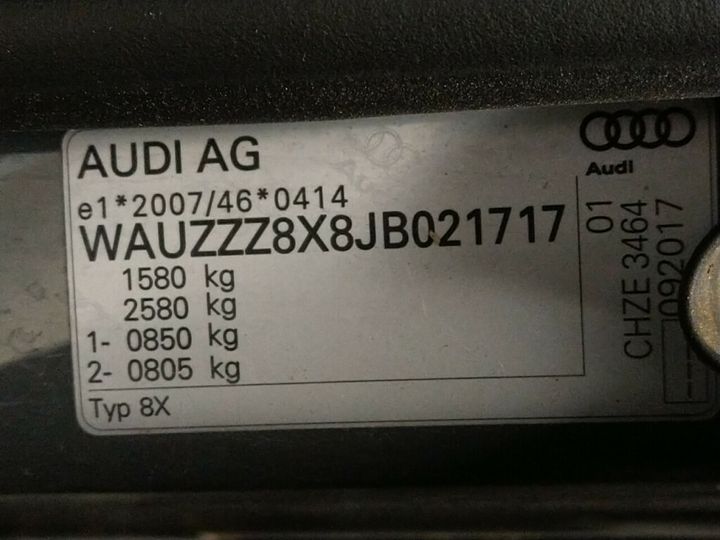 AUDI AG
Audi
e1*2007/46*0414
WAUZZZ8X8JB021717
1580 kg
2580 kg
1- 0850 kg
2- 0805 kg
Typ 8X
01
CHZE 3464
092017